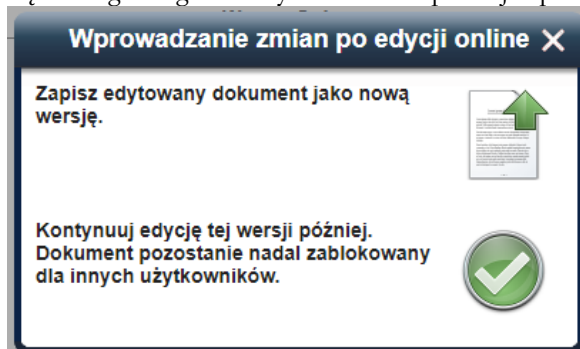 Wprowadzanie zmian po edycji online
Zapisz edytowany dokument jako nową
wersję.
Kontynuuj edycję tej wersji później.
Dokument pozostanie nadal zablokowany
dla innych użytkowników.